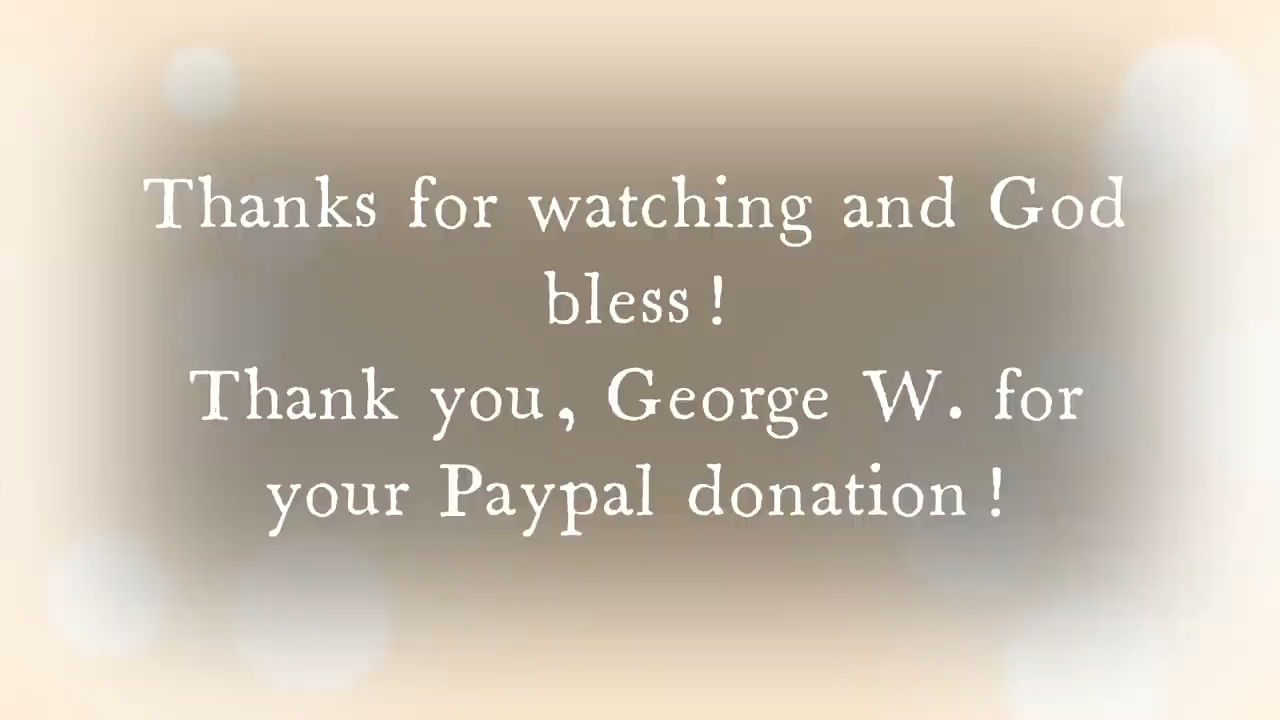 Thanks for watching and God
bless!
Thank you, George W. for
your Paypal donation!